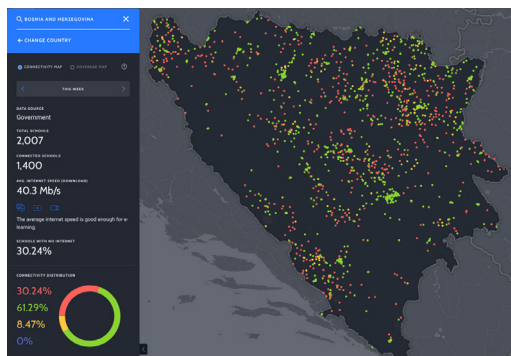 BOSNIA AND HERZEGOVINA
CHANGE COUNTRY
CONNECTIVITY MAP
COVERAGE MAP
THIS WEEK
DATA SOURCE
Government
TOTAL SCHOOLS
2,007
CONNECTED SCHOOLS
1,400
AVG. INTERNET SPEED (DOWNLOAD)
40.3 Mb/s
The average internet speed is good enough for e-
learning.
SCHOOLS WITH NO INTERNET
30.24%
CONNECTIVITY DISTRIBUTION
30.24%
61.29%
8.47%
0%